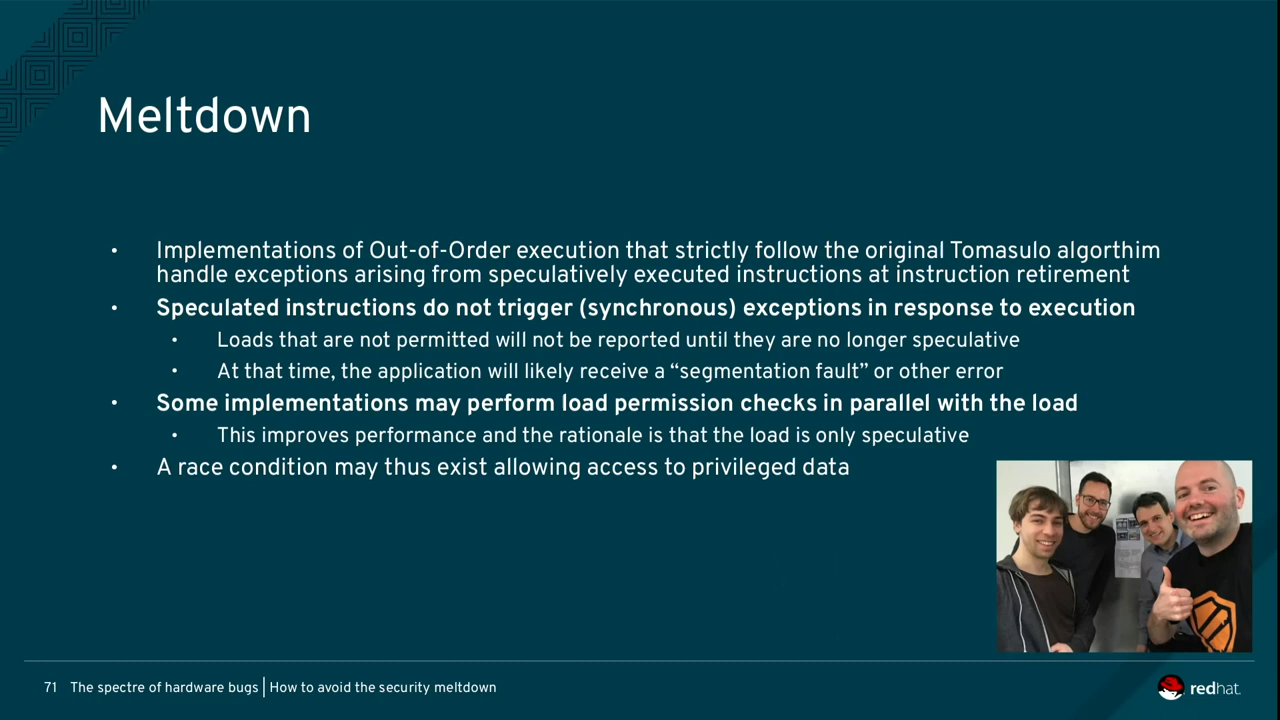 Meltdown
• Implementations of Out-of-Order execution that strictly follow the original Tomasulo algorthim
handle exceptions arising from speculatively executed instructions at instruction retirement
• Speculated instructions do not trigger (synchronous) exceptions in response to execution
• Loads that are not permitted will not be reported until they are no longer speculative
• At that time, the application will likely receive a “segmentation fault” or other error
• Some implementations may perform load permission checks in parallel with the load
• This improves performance and the rationale is that the load is only speculative
• A race condition may thus exist allowing access to privileged data
71 The spectre of hardware bugs | How to avoid the security meltdown
redhat.